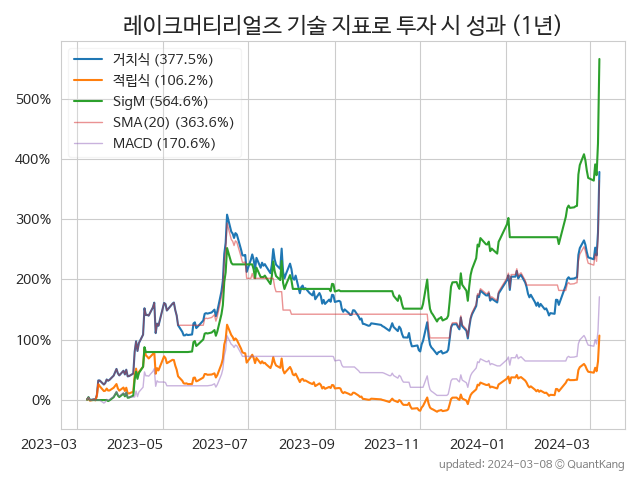 레이크머티리얼즈 기술 지표로 투자 시 성과 (1년)
거치식 (377.5%)
적립식 (106.2%)
SigM (564.6%)
SMA(20) (363.6%)
MACD (170.6%)
500%
400%
300%
200%
100%
0%
2023-03 2023-05 2023-07 2023-09 2023-11 2024-01 2024-03
updated: 2024-03-08 © QuantKang